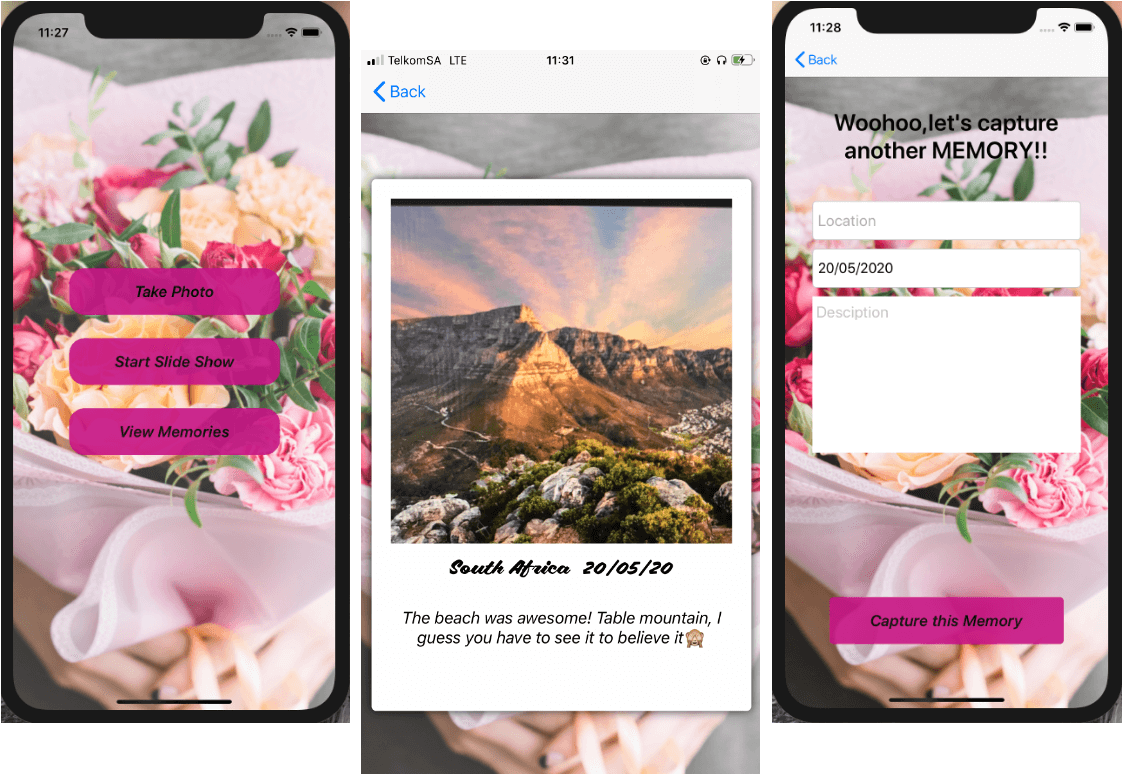 11:27
Take Photo
Start Slide Show
View Memories
TelkomSA LTE 11:31
Back
South Africa 20/05/20
The beach was awesome! Table mountain, I
guess you have to see it to believe it🙈
11:28
Back
Woohoo,let's capture
another MEMORY!!
Location
20/05/2020
Desciption
Capture this Memory